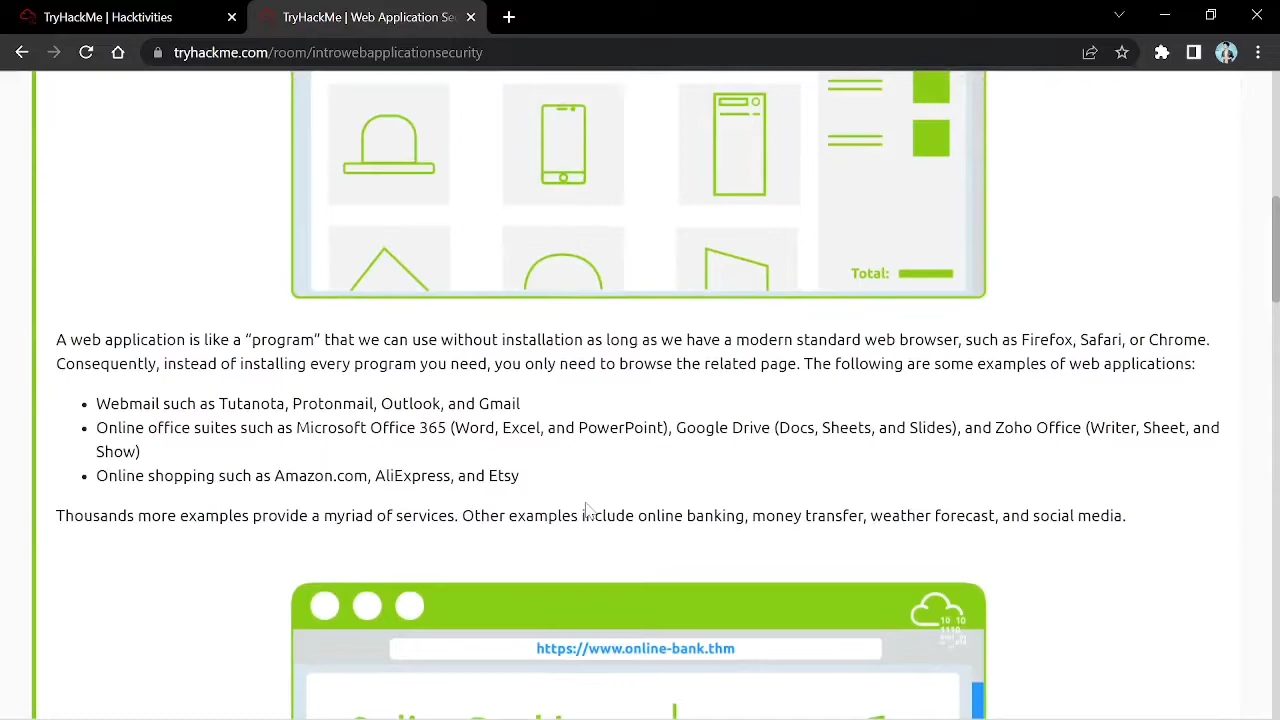 TryHackMe | Hacktivities
TryHackMe | Web Application Sec
tryhackme.com/room/introwebapplicationsecurity
Total:
A web application is like a “program” that we can use without installation as long as we have a modern standard web browser, such as Firefox, Safari, or Chrome.
Consequently, instead of installing every program you need, you only need to browse the related page. The following are some examples of web applications:
• Webmail such as Tutanota, Protonmail, Outlook, and Gmail
• Online office suites such as Microsoft Office 365 (Word, Excel, and PowerPoint), Google Drive (Docs, Sheets, and Slides), and Zoho Office (Writer, Sheet, and
Show)
• Online shopping such as Amazon.com, AliExpress, and Etsy
Thousands more examples provide a myriad of services. Other examples include online banking, money transfer, weather forecast, and social media.
10 10
1110
https://www.online-bank.thm